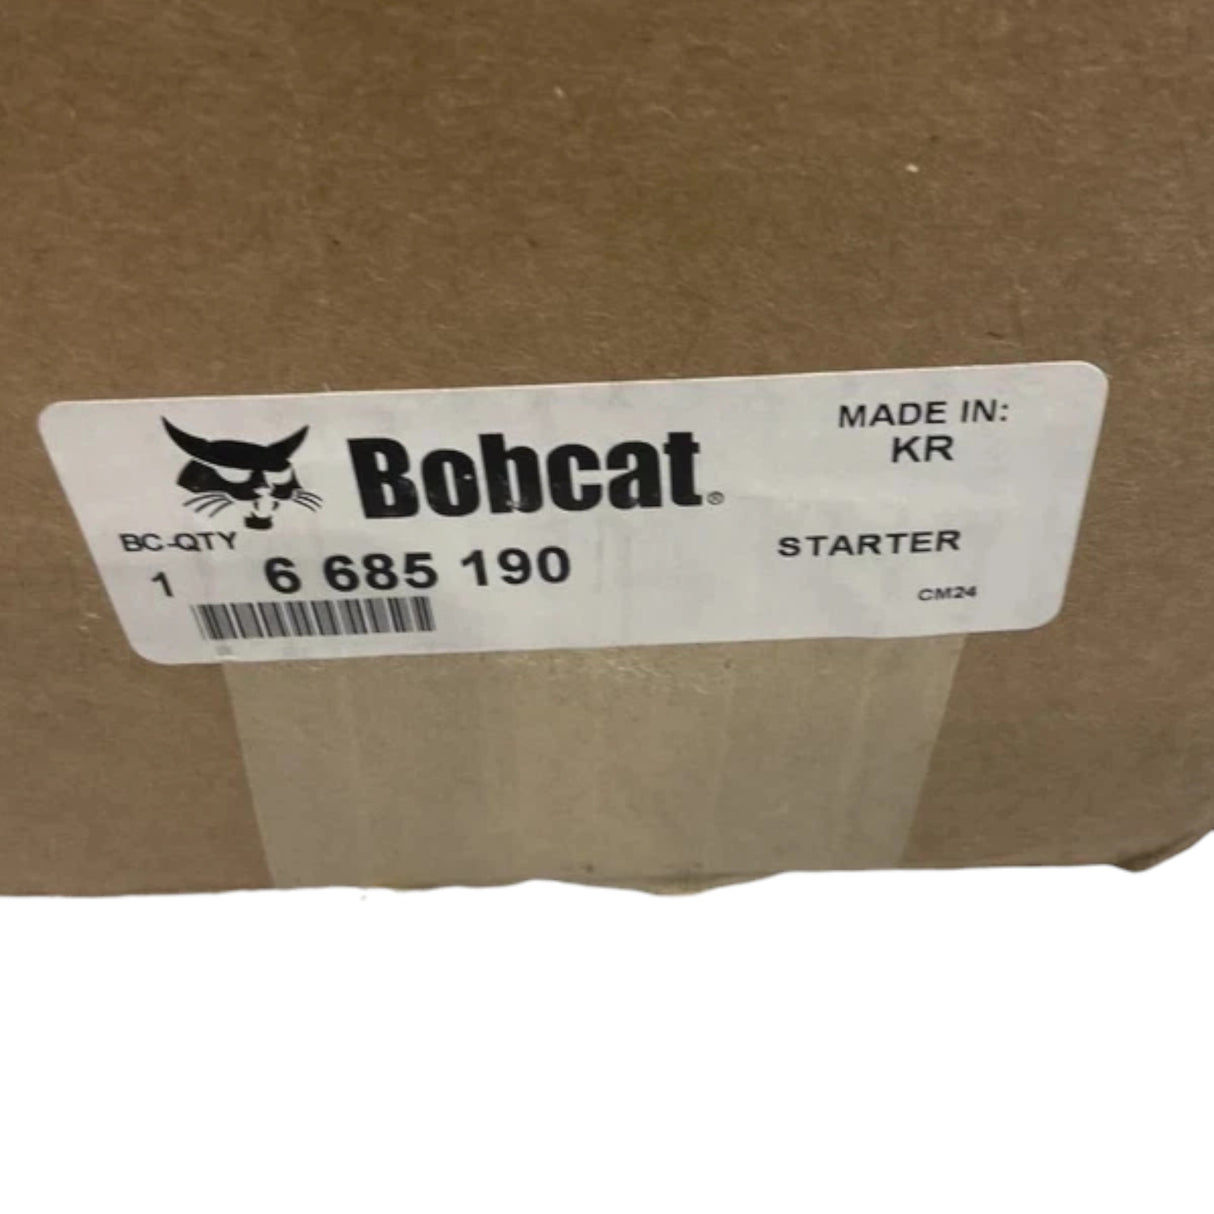 Bobcat®
MADE IN:
KR
BC-QTY
1 6 685 190
STARTER
CM24